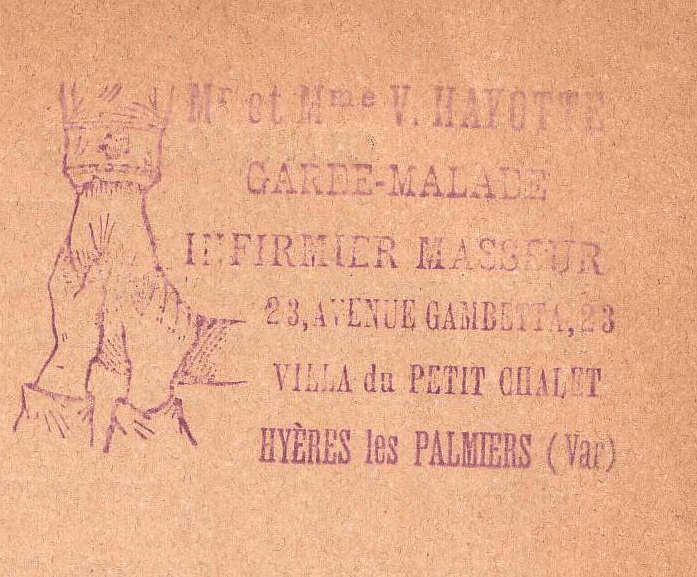 Mr et Mme V. HAYOTTE
GARDE-MALADE
INFIRMIER MASSEUR
23, AVENUE GAMBETTA, 23
VILLA du PETIT CHALET
HYÈRES les PALMIERS (Var)